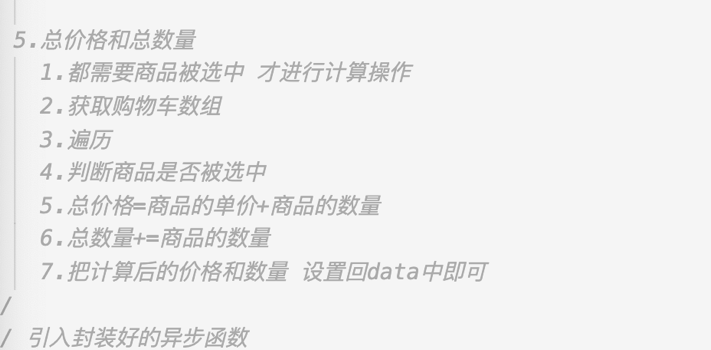 5.总价格和总数量
1.都需要商品被选中 才进行计算操作
2.获取购物车数组
3.遍历
4.判断商品是否被选中
5.总价格=商品的单价+商品的数量
6.总数量+=商品的数量
7.把计算后的价格和数量 设置回data中即可
/
/ 引入封装好的异步函数